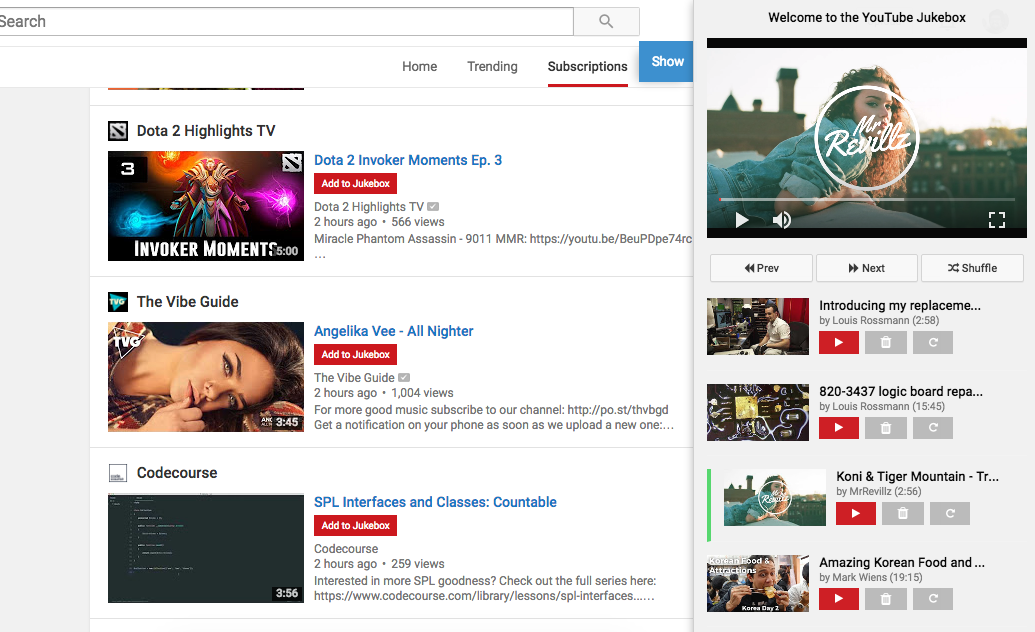 Search
Home
Trending
Subscriptions
Show
Dota 2 Highlights TV
3
INVOKER MOMENTS
5:00
Dota 2 Invoker Moments Ep. 3
Add to Jukebox
Dota 2 Highlights TV
2 hours ago • 566 views
Miracle Phantom Assassin - 9011 MMR: https://youtu.be/BeuPDpe74rc
...
The Vibe Guide
TVG
TVG
3:45
Angelika Vee - All Nighter
Add to Jukebox
The Vibe Guide
2 hours ago • 1,004 views
For more good music subscribe to our channel: http://po.st/thvbgd
Get a notification on your phone as soon as we upload a new one:...
Codecourse
3:56
SPL Interfaces and Classes: Countable
Add to Jukebox
Codecourse
2 hours ago • 259 views
Interested in more SPL goodness? Check out the full series here:
https://www.codecourse.com/library/lessons/spl-interfaces......
Welcome to the YouTube Jukebox
Mr
Revillz
Prev
Next
Shuffle
Introducing my replaceme...
by Louis Rossmann (2:58)
820-3437 logic board repa...
by Louis Rossmann (15:45)
Mr
Revillz
Koni & Tiger Mountain - Tr...
by MrRevillz (2:56)
Korean Food &
Attractions
Korea Day 2
Amazing Korean Food and ...
by Mark Wiens (19:15)